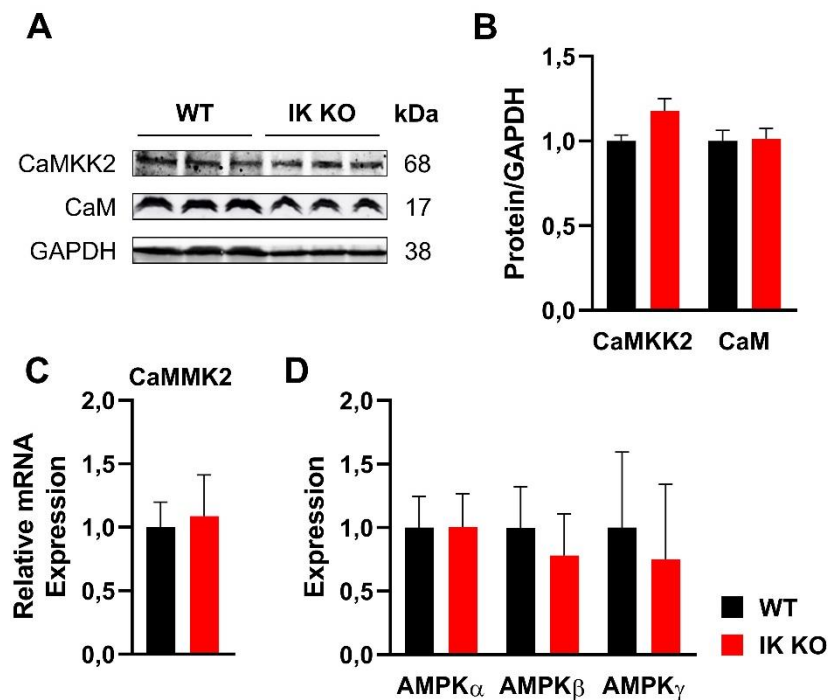 A
WT IK KO kDa
CaMKK2 68
CaM 17
GAPDH 38
B
Protein/GAPDH
1,5
1,0
0,5
0,0
CaMKK2 CaM
C
CaMMK2
Relative mRNA
Expression
2,0
1,5
1,0
0,5
0,0
D
Expression
2,0
1,5
1,0
0,5
0,0
AMPKα AMPKβ AMPKγ
WT
IK KO